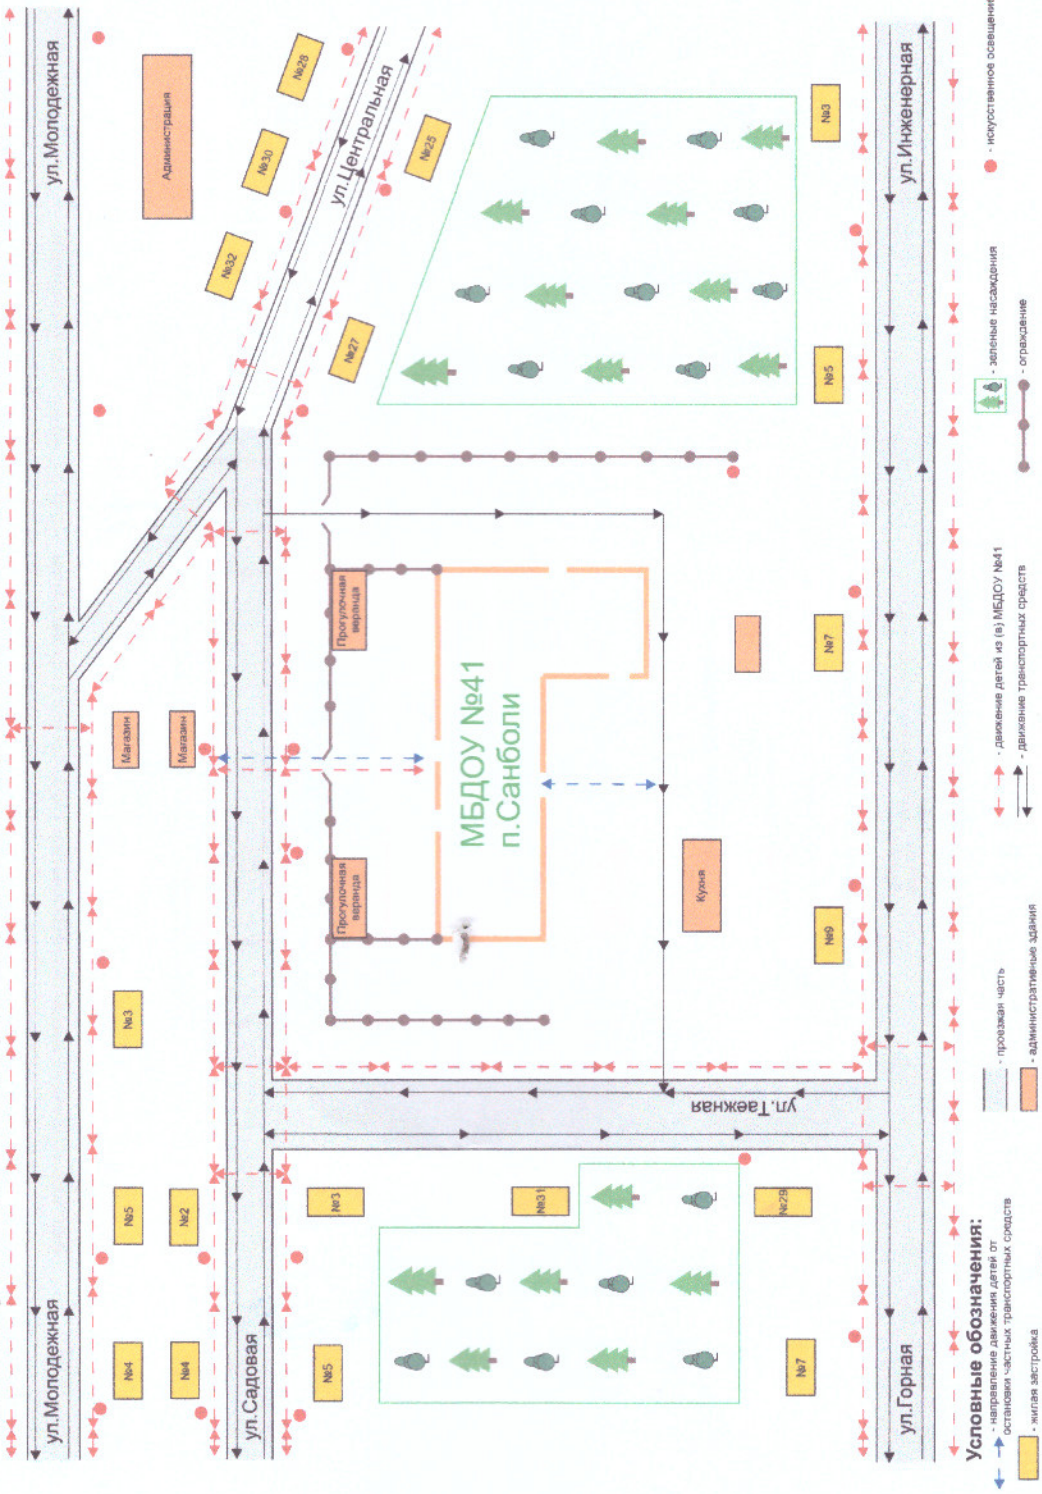 ул.Молодежная
ул.Молодежная
Администрация
№28
№30
№32
ул.Центральная
№25
№27
Магазин
Магазин
№3
№5
№2
№4
№4
ул.Садовая
Прогулочная
веранда
Прогулочная
веранда
МБДОУ №41
п.Санболи
Кухня
ул.Таежная
№3
№31
№29
№5
№7
№3
№5
№7
№9
ул.Горная
ул.Инженерная
Условные обозначения:
- направление движения детей от
остановки частных транспортных средств
- жилая застройка
- проезжая часть
- административные здания
- движение детей из (в) МБДОУ №41
- движение транспортных средств
- зеленые насаждения
- ограждение
- искусственное освещение